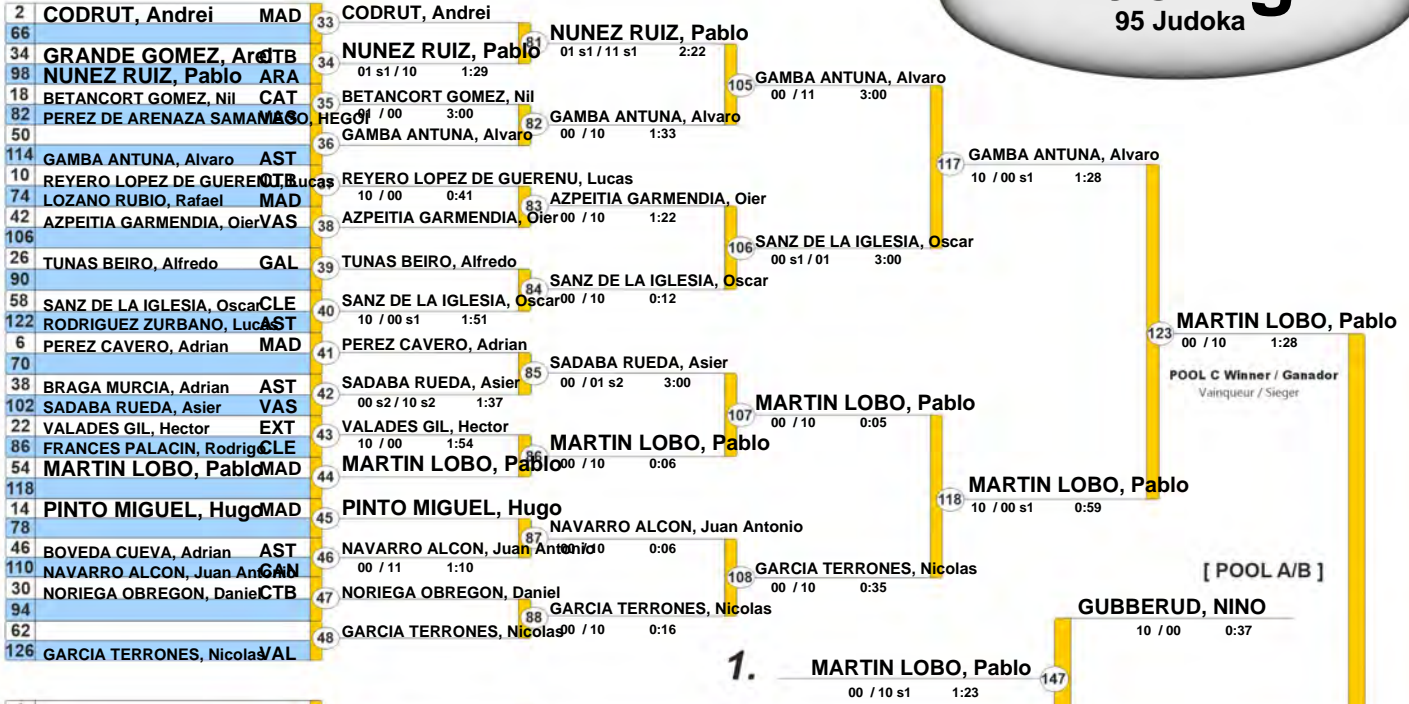 95 Judoka
2 CODRUT, Andrei MAD
66
34 GRANDE GOMEZ, Arei CTB
98 NUNEZ RUIZ, Pablo ARA
18 BETANCORT GOMEZ, Nil CAT
82 PEREZ DE ARENAZA SAMANIEGO, HEGOI VAS
50
114 GAMBA ANTUNA, Alvaro AST
10 REYERO LOPEZ DE GUERENU, Lucas CTB
74 LOZANO RUBIO, Rafael MAD
42 AZPEITIA GARMENDIA, Oier VAS
106
26 TUNAS BEIRO, Alfredo GAL
90
58 SANZ DE LA IGLESIA, Oscar CLE
122 RODRIGUEZ ZURBANO, Lucas AST
6 PEREZ CAVERO, Adrian MAD
70
38 BRAGA MURCIA, Adrian AST
102 SADABA RUEDA, Asier VAS
22 VALADES GIL, Hector EXT
86 FRANCES PALACIN, Rodrigo CLE
54 MARTIN LOBO, Pablo MAD
118
14 PINTO MIGUEL, Hugo MAD
78
46 BOVEDA CUEVA, Adrian AST
110 NAVARRO ALCON, Juan Antonio CAN
30 NORIEGA OBREGON, Daniel CTB
94
62
126 GARCIA TERRONES, Nicolas VAL
33 CODRUT, Andrei
34 NUNEZ RUIZ, Pablo
01 s1 / 10 1:29
35 BETANCORT GOMEZ, Nil
01 / 00 3:00
36 GAMBA ANTUNA, Alvaro
REYERO LOPEZ DE GUERENU, Lucas
10 / 00 0:41
38 AZPEITIA GARMENDIA, Oier
39 TUNAS BEIRO, Alfredo
40 SANZ DE LA IGLESIA, Oscar
10 / 00 s1 1:51
41 PEREZ CAVERO, Adrian
42 SADABA RUEDA, Asier
00 s2 / 10 s2 1:37
43 VALADES GIL, Hector
10 / 00 1:54
44 MARTIN LOBO, Pablo
45 PINTO MIGUEL, Hugo
46 NAVARRO ALCON, Juan Antonio
00 / 11 1:10
47 NORIEGA OBREGON, Daniel
48 GARCIA TERRONES, Nicolas
81 NUNEZ RUIZ, Pablo
01 s1 / 11 s1 2:22
82 GAMBA ANTUNA, Alvaro
00 / 10 1:33
83 AZPEITIA GARMENDIA, Oier
00 / 10 1:22
84 SANZ DE LA IGLESIA, Oscar
00 / 10 0:12
85 SADABA RUEDA, Asier
00 / 01 s2 3:00
86 MARTIN LOBO, Pablo
00 / 10 0:06
87 NAVARRO ALCON, Juan Antonio
00 / 10 0:06
88 GARCIA TERRONES, Nicolas
00 / 10 0:16
105 GAMBA ANTUNA, Alvaro
00 / 11 3:00
106 SANZ DE LA IGLESIA, Oscar
00 s1 / 01 3:00
107 MARTIN LOBO, Pablo
00 / 10 0:05
108 GARCIA TERRONES, Nicolas
00 / 10 0:35
117 GAMBA ANTUNA, Alvaro
10 / 00 s1 1:28
118 MARTIN LOBO, Pablo
10 / 00 s1 0:59
123 MARTIN LOBO, Pablo
00 / 10 1:28
POOL C Winner / Ganador
Vainqueur / Sieger
[ POOL A/B ]
GUBBERUD, NINO
10 / 00 0:37
1. MARTIN LOBO, Pablo 147
00 / 10 s1 1:23